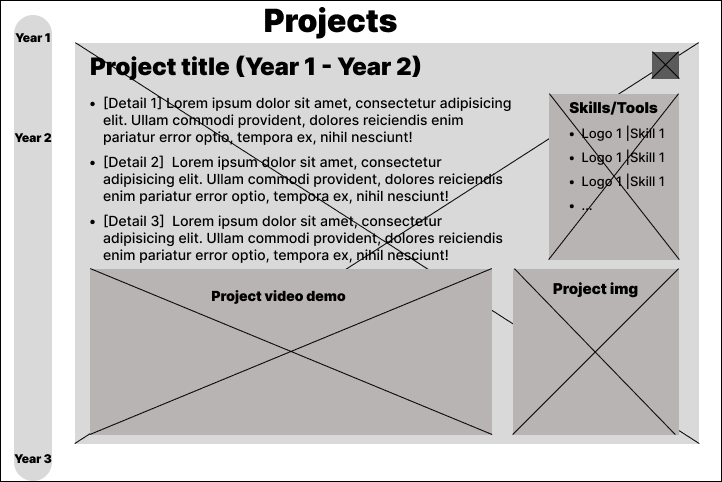 Projects
Year 1
Project title (Year 1 - Year 2)
• [Detail 1] Lorem ipsum dolor sit amet, consectetur adipisicing
elit. Ullam commodi provident, dolores reiciendis enim
pariatur error optio, tempora ex, nihil nesciunt!
• [Detail 2]  Lorem ipsum dolor sit amet, consectetur
adipisicing elit. Ullam commodi provident, dolores reiciendis
enim pariatur error optio, tempora ex, nihil nesciunt!
• [Detail 3]  Lorem ipsum dolor sit amet, consectetur
adipisicing elit. Ullam commodi provident, dolores reiciendis
enim pariatur error optio, tempora ex, nihil nesciunt!
Skills/Tools
• Logo 1 |Skill 1
• Logo 1 |Skill 1
• Logo 1 |Skill 1
• ...
Year 2
Project video demo
Project img
Year 3